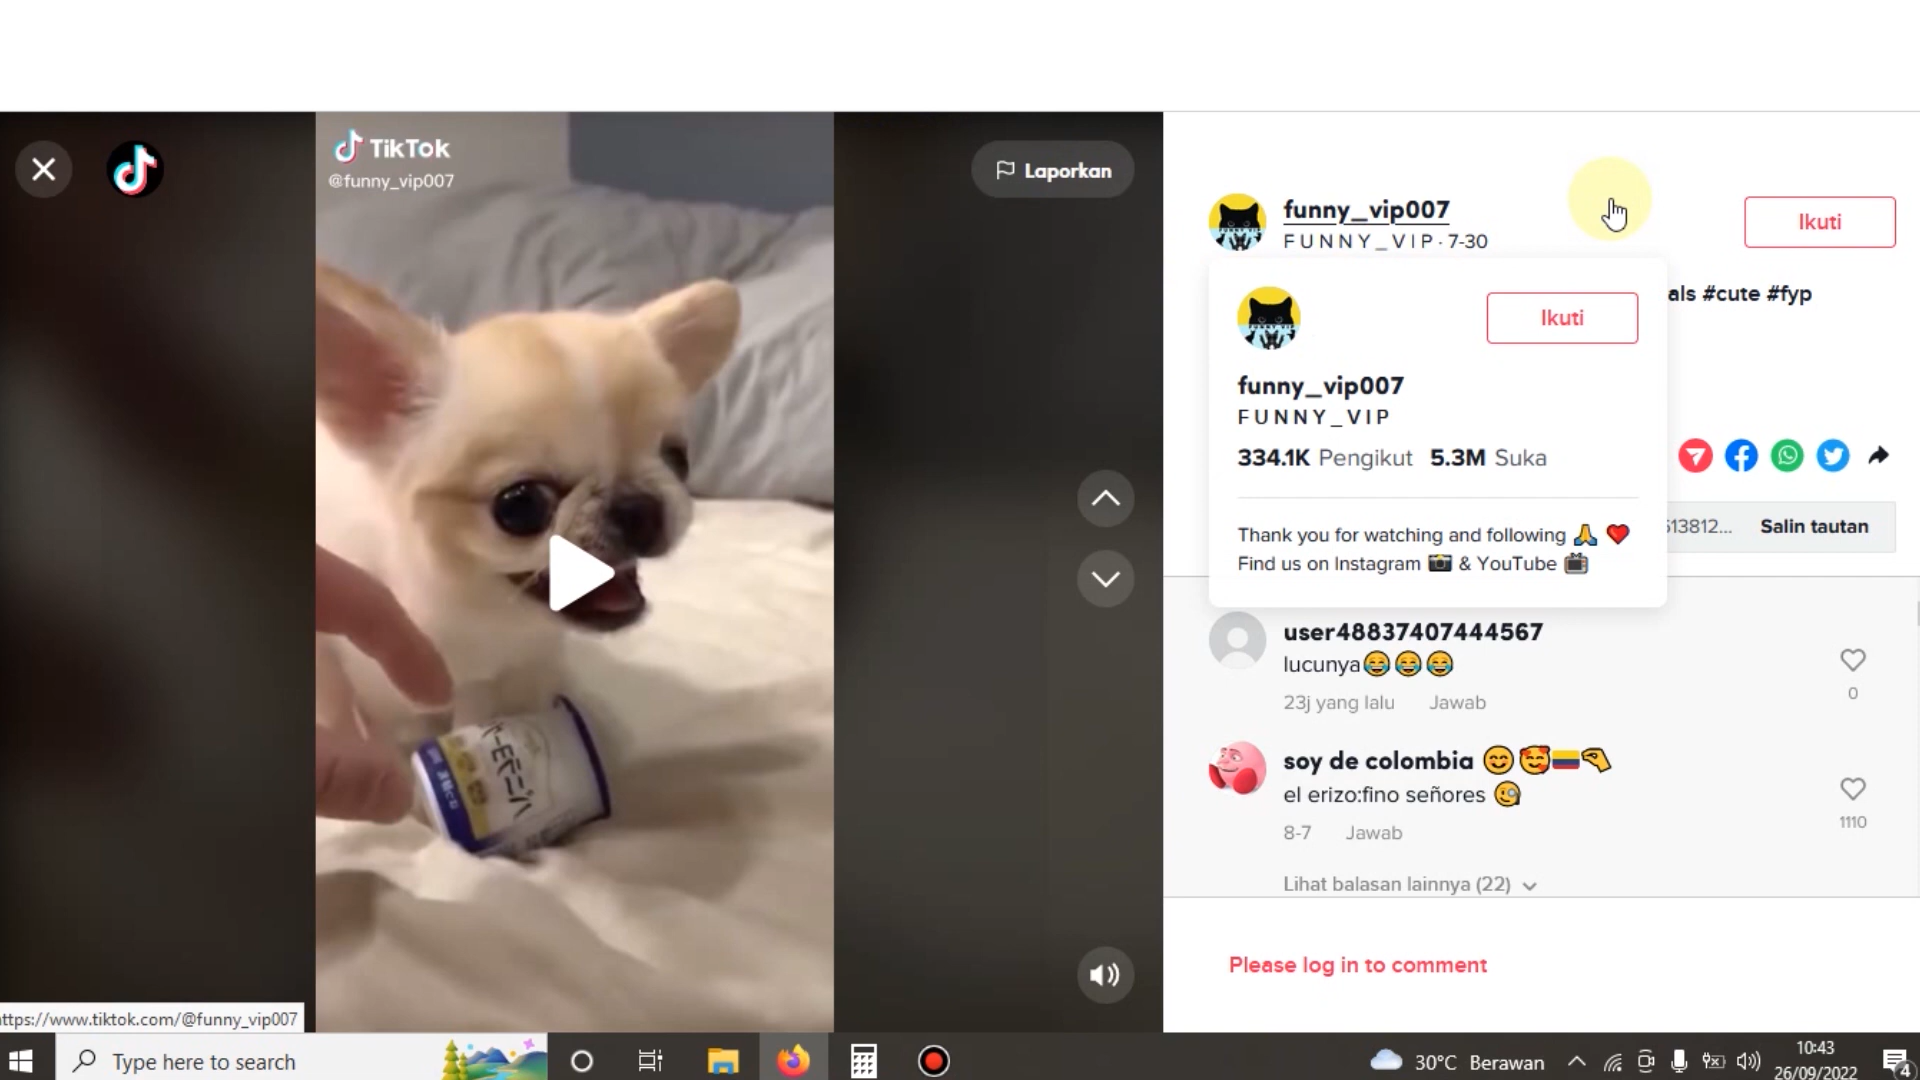 TikTok
@funny_vip007
Laporkan
funny_vip007
FUNNY_VIP · 7-30
Ikuti
Ikuti
als #cute #fyp
funny_vip007
FUNNY_VIP
334.1K Pengikut 5.3M Suka
Thank you for watching and following 🙏 ❤️
Find us on Instagram 📸 & YouTube 📺
513812... Salin tautan
user48837407444567
lucunya😂😂😂
23j yang lalu Jawab
0
soy de colombia 😊🥰🇨🇴🤏
el erizo:fino señores 🧐
8-7 Jawab
1110
Lihat balasan lainnya (22)
Please log in to comment
ttps://www.tiktok.com/@funny_vip007
Type here to search
30°C Berawan
10:43
26/09/2022
4